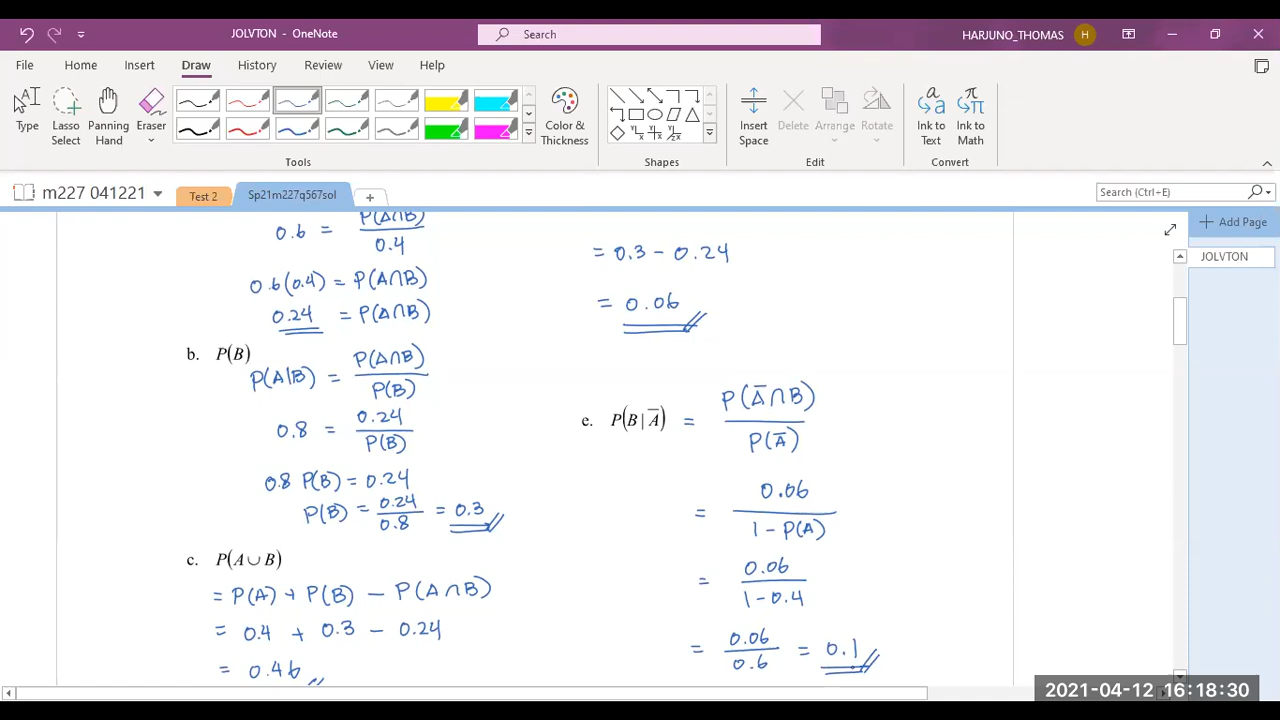 JOLVTON - OneNote
Search
HARJUNO_THOMAS
H
File Home Insert Draw History Review View Help
Type
Lasso Select
Panning Hand
Eraser
Color & Thickness
Insert Space
Delete
Arrange
Rotate
Ink to Text
Ink to Math
Tools
Shapes
Edit
Convert
m227 041221
Test 2
Sp21m227q567sol
Search (Ctrl+E)
Add Page
JOLVTON
0.6 = P(A∩B) / 0.4
0.6(0.4) = P(A∩B)
0.24 = P(A∩B)
b. P(B)
P(A|B) = P(A∩B) / P(B)
0.8 = 0.24 / P(B)
0.8 P(B) = 0.24
P(B) = 0.24 / 0.8 = 0.3
c. P(A∪B)
= P(A) + P(B) − P(A∩B)
= 0.4 + 0.3 − 0.24
= 0.46
= 0.3 − 0.24
= 0.06
e. P(B|A̅) = P(A̅∩B) / P(A̅)
= 0.06 / 1 − P(A)
= 0.06 / 1 − 0.4
= 0.06 / 0.6 = 0.1
2021-04-12 16:18:30